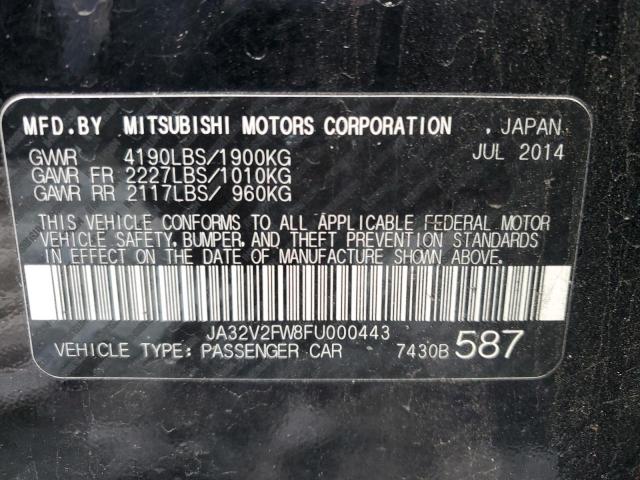 MFD.BY MITSUBISHI MOTORS CORPORATION , JAPAN
GVWR 4190LBS/1900KG JUL 2014
GAWR FR 2227LBS/1010KG
GAWR RR 2117LBS/ 960KG
THIS VEHICLE CONFORMS TO ALL APPLICABLE FEDERAL MOTOR
VEHICLE SAFETY,BUMPER,AND THEFT PREVENTION STANDARDS
IN EFFECT ON THE DATE OF MANUFACTURE SHOWN ABOVE.
JA32V2FW8FU000443
VEHICLE TYPE: PASSENGER CAR 7430B 587